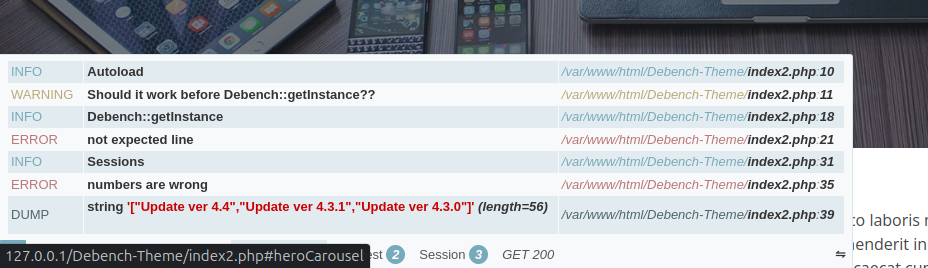 INFO Autoload /var/www/html/Debench-Theme/index2.php:10
WARNING Should it work before Debench::getInstance?? /var/www/html/Debench-Theme/index2.php:11
INFO Debench::getInstance /var/www/html/Debench-Theme/index2.php:18
ERROR not expected line /var/www/html/Debench-Theme/index2.php:21
INFO Sessions /var/www/html/Debench-Theme/index2.php:31
ERROR numbers are wrong /var/www/html/Debench-Theme/index2.php:35
DUMP string '["Update ver 4.4","Update ver 4.3.1","Update ver 4.3.0"]' (length=56) /var/www/html/Debench-Theme/index2.php:39
co laboris
henderit in
127.0.0.1/Debench-Theme/index2.php#heroCarousel est 2 Session 3 GET 200 ⇋